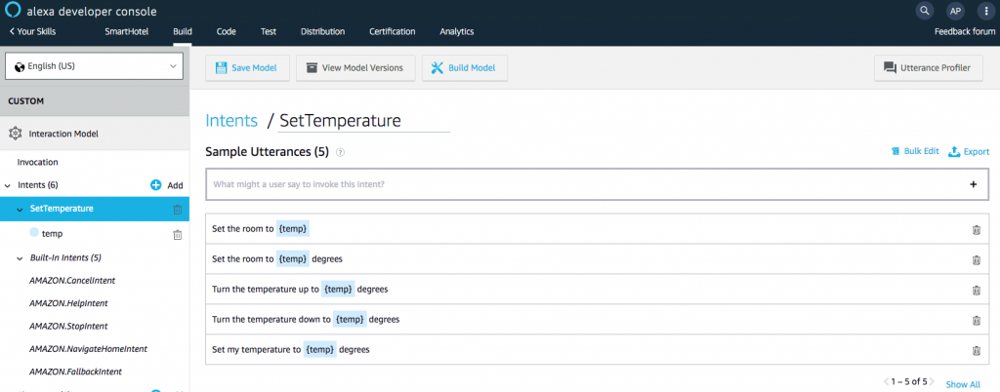 alexa developer console
AP
Your Skills SmartHotel Build Code Test Distribution Certification Analytics Feedback forum
English (US)
Save Model View Model Versions Build Model Utterance Profiler
CUSTOM
Interaction Model
Invocation
Intents (6) Add
SetTemperature
temp
Built-In Intents (5)
AMAZON.CancelIntent
AMAZON.HelpIntent
AMAZON.StopIntent
AMAZON.NavigateHomeIntent
AMAZON.FallbackIntent
Intents / SetTemperature
Sample Utterances (5) ? Bulk Edit Export
What might a user say to invoke this intent?
Set the room to {temp}
Set the room to {temp} degrees
Turn the temperature up to {temp} degrees
Turn the temperature down to {temp} degrees
Set my temperature to {temp} degrees
1 – 5 of 5 Show All